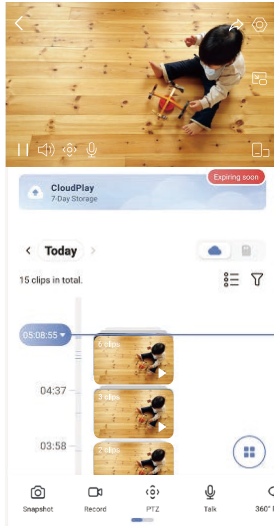 Expiring soon
CloudPlay
7-Day Storage
Today
15 clips in total.
05:08:55
6 clips
04:37
3 clips
03:58
2 clips
Snapshot
Record
PTZ
Talk
360°